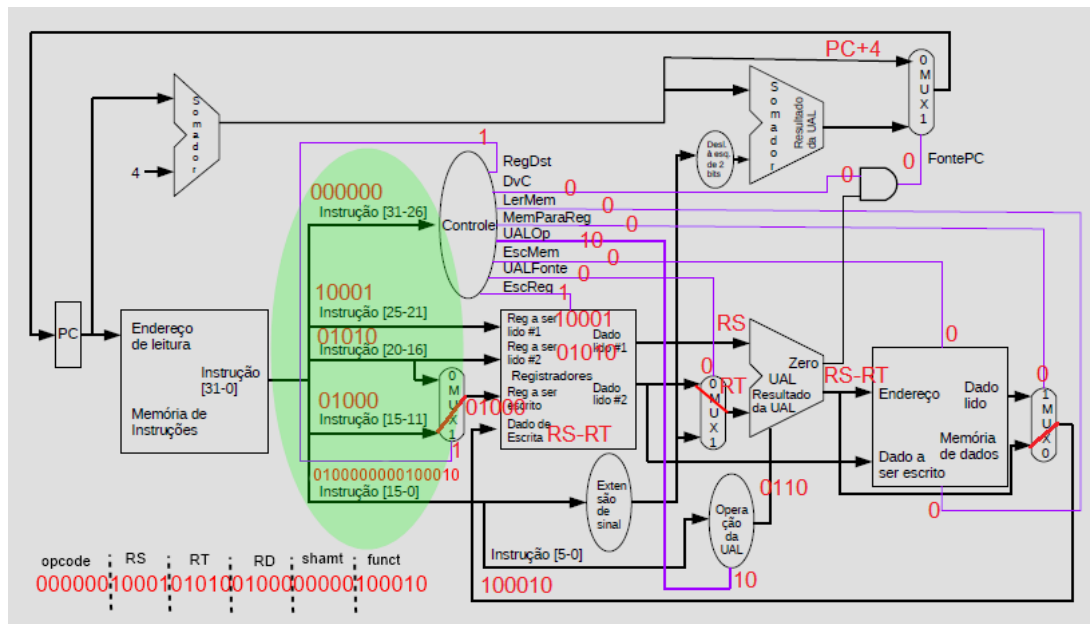 PC+4
0
M
U
X
1
Somador
Somador
Resultado da UAL
Desl.
à esq.
de 2
bits
4
1
RegDst
0
FontePC
0
DvC
0
LerMem
0
MemParaReg
0
UALOp
10
EscMem
0
UALFonte
0
EscReg
1
Controle
000000
Instrução [31-26]
10001
Instrução [25-21]
01010
Instrução [20-16]
01000
Instrução [15-11]
0100000000100010
Instrução [15-0]
PC
Endereço
de leitura
Instrução
[31-0]
Memória de
Instruções
0
M
U
X
1
01000
1
Reg a ser
lido #1
10001
Reg a ser
lido #2
01010
Dado
lido #1
Registradores
Reg a ser
escrito
Dado
lido #2
Dado de
Escrita
RS-RT
RS
0
RT
0
M
U
X
1
Zero
UAL
Resultado
da UAL
RS-RT
0
Endereço
Dado
lido
Memória
de dados
Dado a
ser escrito
0
0
1
M
U
X
0
Exten
são de
sinal
0110
Opera
ção da
UAL
Instrução [5-0]
100010
10
opcode RS RT RD shamt funct
000000 10001 01010 01000 00000 100010